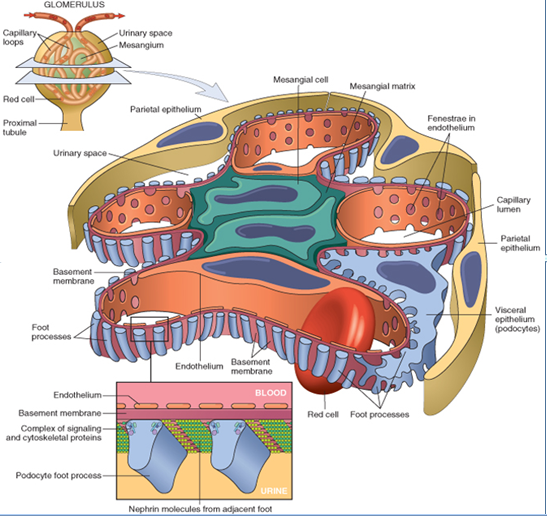 GLOMERULUS
Capillary
loops
Urinary space
Mesangium
Red cell
Proximal
tubule
Parietal epithelium
Mesangial cell
Mesangial matrix
Fenestrae in
endothelium
Urinary space
Capillary
lumen
Parietal
epithelium
Basement
membrane
Visceral
epithelium
(podocytes)
Foot
processes
Endothelium
Basement
membrane
Red cell
Foot processes
Endothelium
BLOOD
Basement membrane
Complex of signaling
and cytoskeletal proteins
Podocyte foot process
URINE
Nephrin molecules from adjacent foot